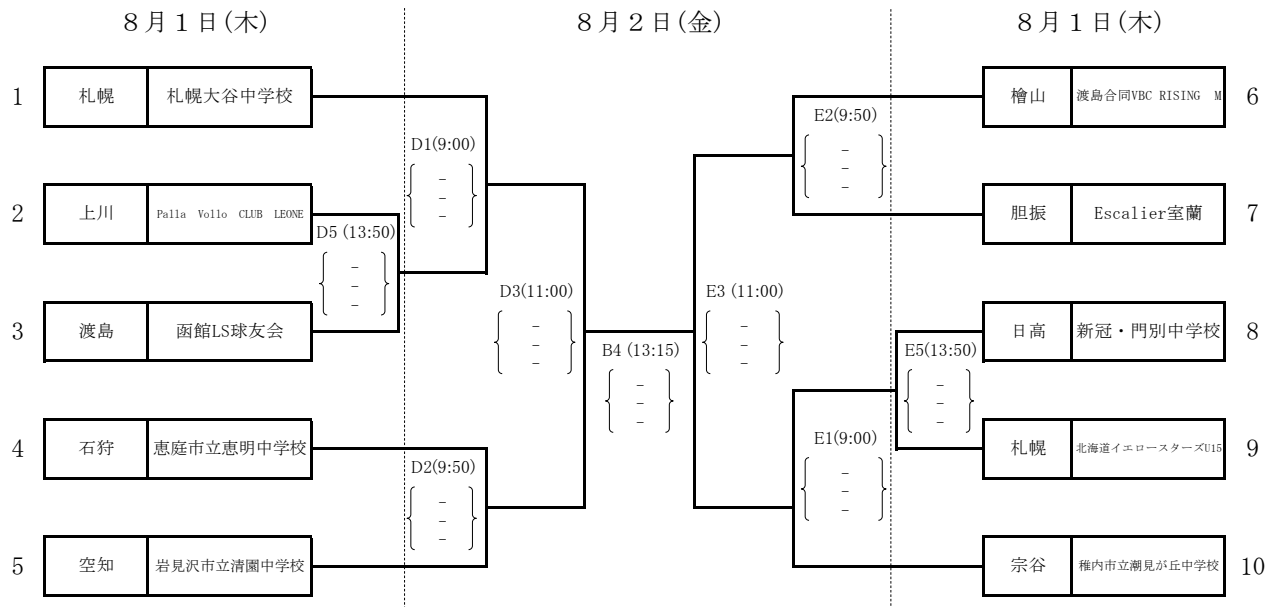 8月1日(木)
8月2日(金)
8月1日(木)
1 札幌 札幌大谷中学校
檜山 渡島合同VBC RISING M 6
D1(9:00)
E2(9:50)
2 上川 Palla Vollo CLUB LEONE
胆振 Escalier室蘭 7
D5 (13:50)
D3(11:00)
E3 (11:00)
3 渡島 函館LS球友会
日高 新冠・門別中学校 8
B4 (13:15)
E5(13:50)
4 石狩 恵庭市立恵明中学校
札幌 北海道イエロースターズU15 9
D2(9:50)
E1(9:00)
5 空知 岩見沢市立清園中学校
宗谷 稚内市立潮見が丘中学校 10